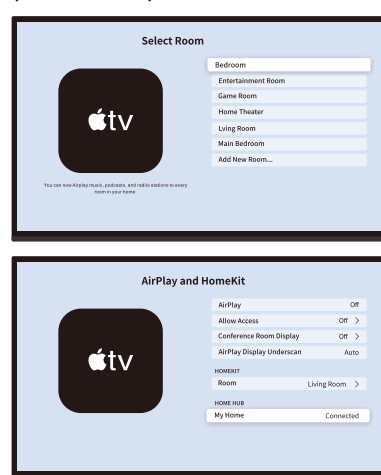 Select Room
Bedroom
Entertainment Room
Game Room
Home Theater
Lving Room
Main Bedroom
Add New Room...
tv
You can now Airplay music, podcasts, and radio stations to every
room in your home.
AirPlay and HomeKit
AirPlay Off
Allow Access Off >
Conference Room Display Off >
AirPlay Display Underscan Auto
HOMEKIT
Room Living Room >
HOME HUB
My Home Connected
tv